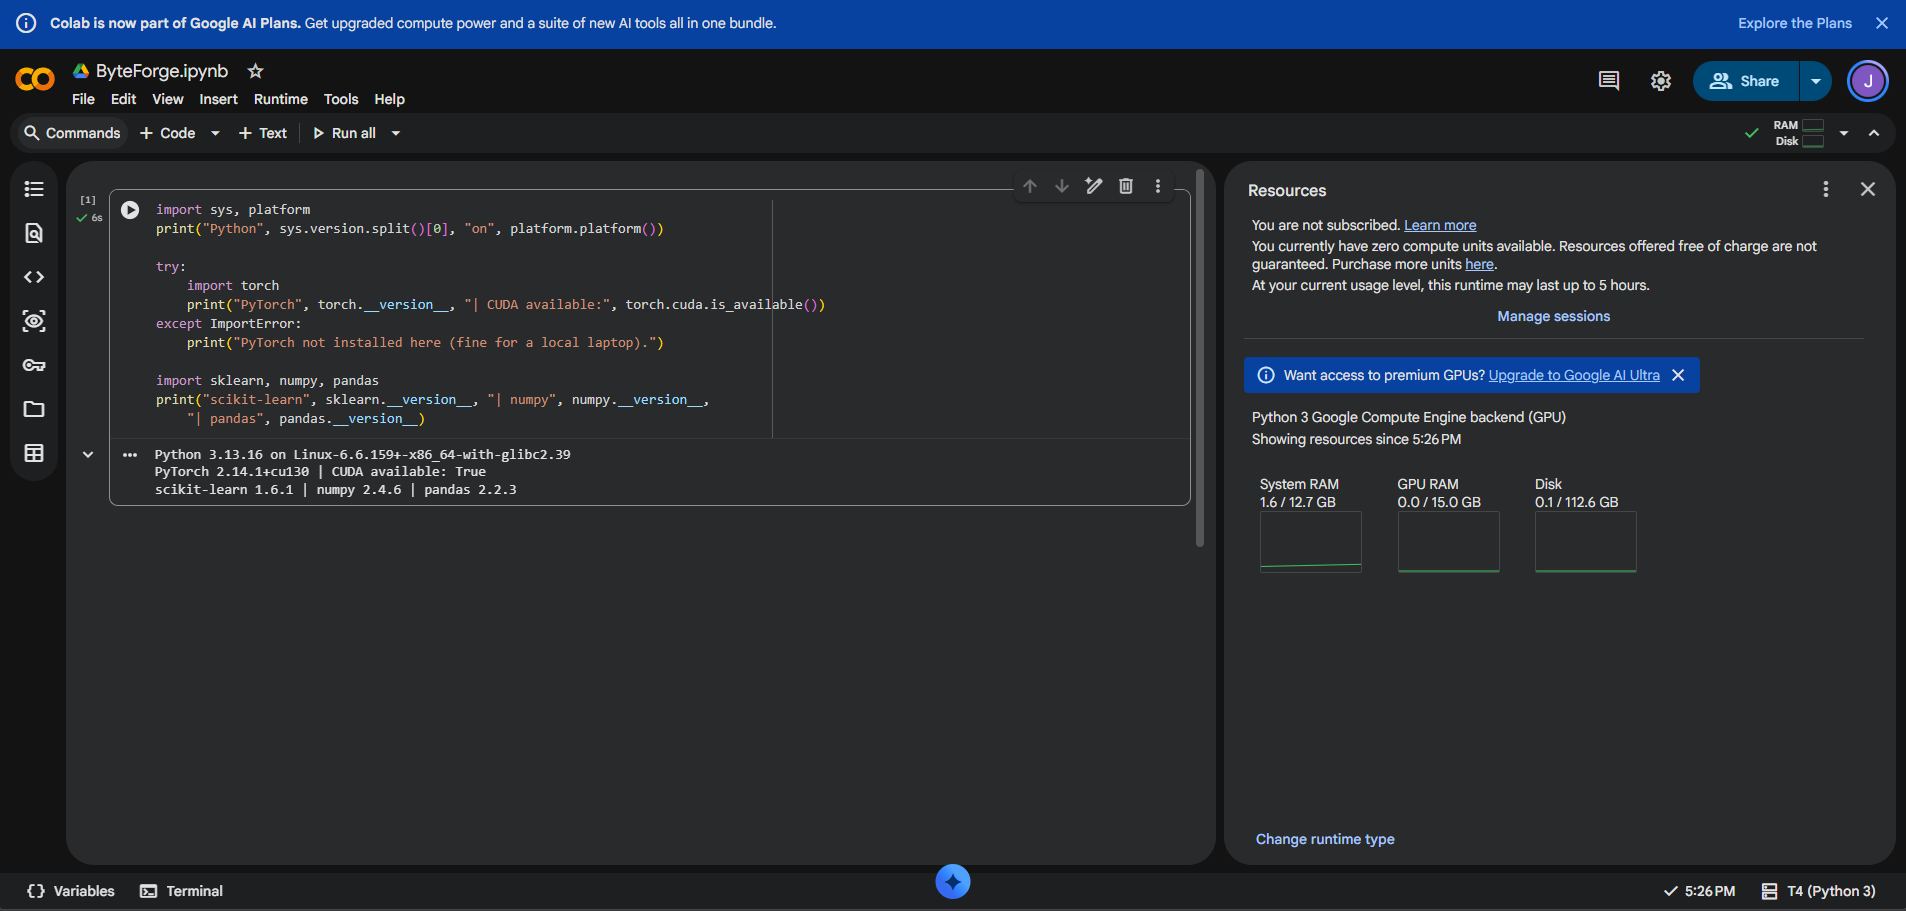 Colab is now part of Google AI Plans. Get upgraded compute power and a suite of new AI tools all in one bundle.
Explore the Plans
ByteForge.ipynb
File Edit View Insert Runtime Tools Help
Share
J
Commands + Code + Text Run all
RAM
Disk
[1]
6s
import sys, platform
print("Python", sys.version.split()[0], "on", platform.platform())
try:
    import torch
    print("PyTorch", torch.__version__, "| CUDA available:", torch.cuda.is_available())
except ImportError:
    print("PyTorch not installed here (fine for a local laptop).")
import sklearn, numpy, pandas
print("scikit-learn", sklearn.__version__, "| numpy", numpy.__version__,
    "| pandas", pandas.__version__)
Python 3.13.16 on Linux-6.6.159+-x86_64-with-glibc2.39
PyTorch 2.14.1+cu130 | CUDA available: True
scikit-learn 1.6.1 | numpy 2.4.6 | pandas 2.2.3
Resources
You are not subscribed. Learn more
You currently have zero compute units available. Resources offered free of charge are not
guaranteed. Purchase more units here.
At your current usage level, this runtime may last up to 5 hours.
Manage sessions
Want access to premium GPUs? Upgrade to Google AI Ultra
Python 3 Google Compute Engine backend (GPU)
Showing resources since 5:26 PM
System RAM
1.6 / 12.7 GB
GPU RAM
0.0 / 15.0 GB
Disk
0.1 / 112.6 GB
Change runtime type
Variables
Terminal
5:26 PM
T4 (Python 3)